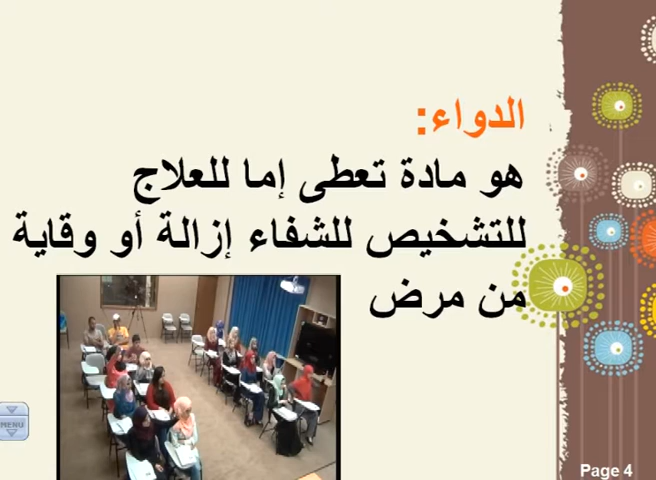 الدواء:
هو مادة تعطى إما للعلاج
للتشخيص للشفاء إزالة أو وقاية
من مرض
MENU
Page 4